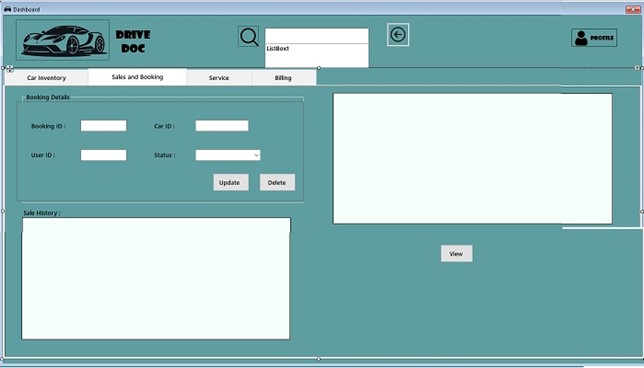 Dashboard
DRIVE
DOC
ListBox1
PROFILE
Car Inventory
Sales and Booking
Service
Billing
Booking Details
Booking ID :
Car ID :
User ID :
Status :
Update
Delete
Sale History :
View